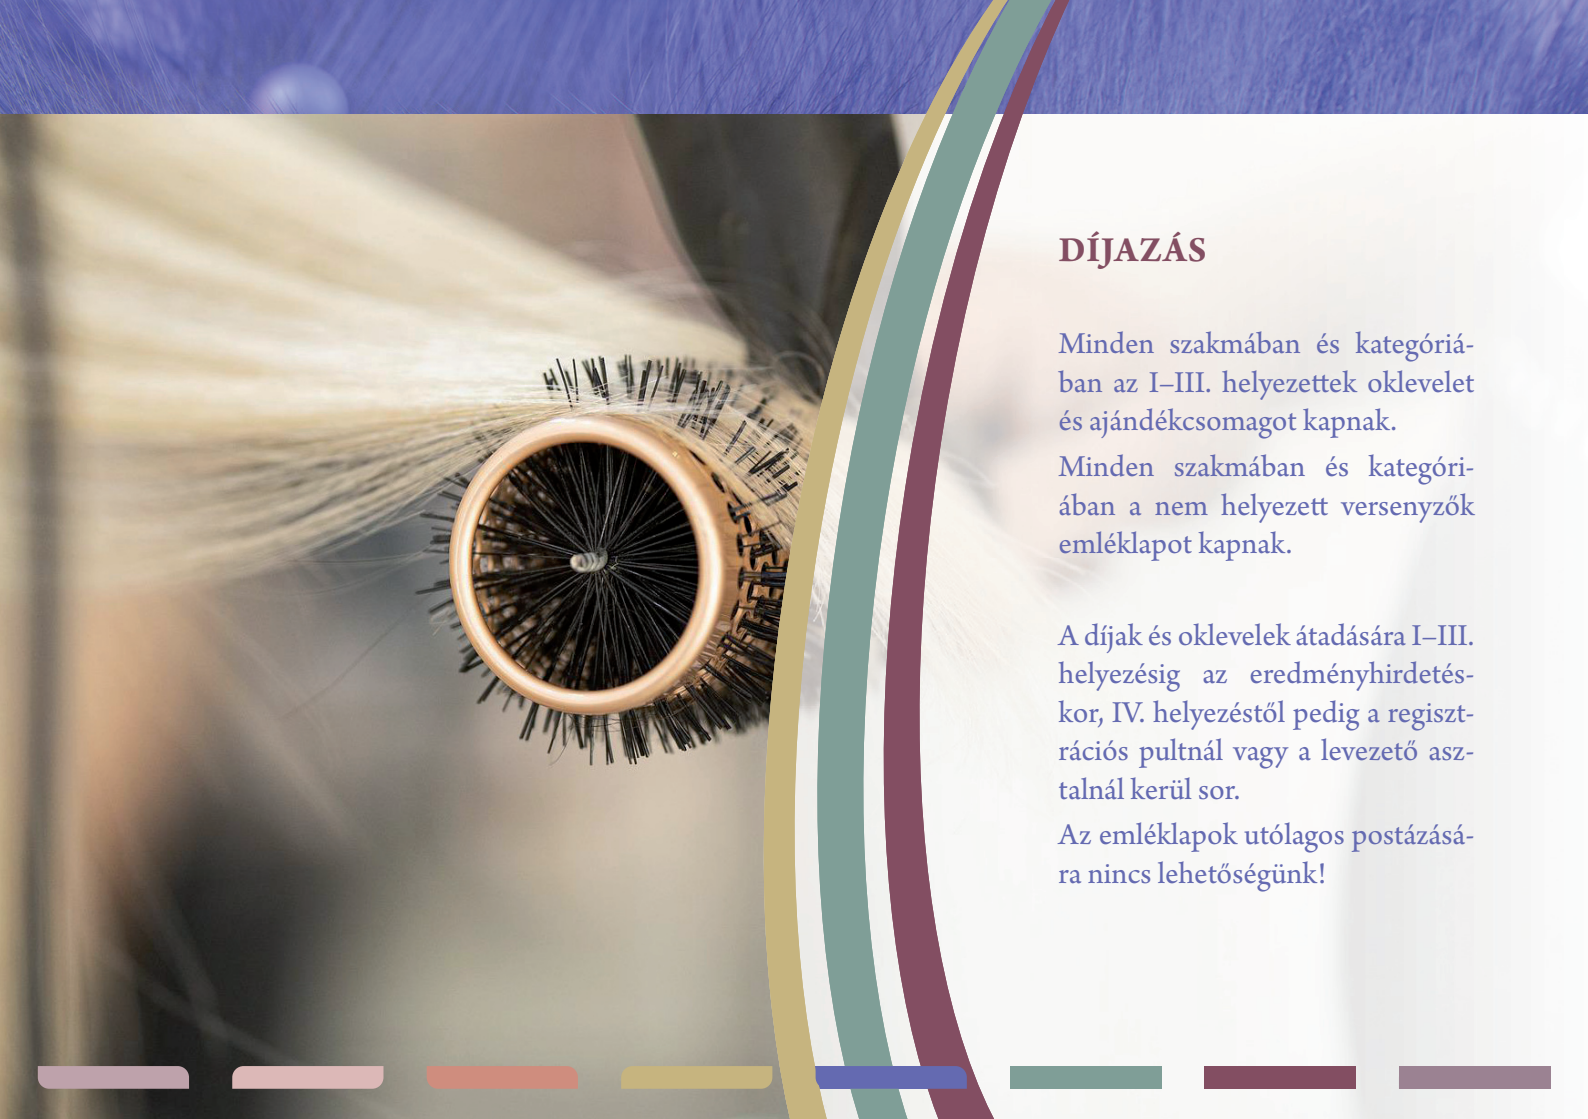 DÍJAZÁS
Minden szakmában és kategóriá-
ban az I–III. helyezettek oklevelet
és ajándékcsomagot kapnak.
Minden szakmában és kategóri-
ában a nem helyezett versenyzők
emléklapot kapnak.
A díjak és oklevelek átadására I–III.
helyezésig az eredményhirdetés-
kor, IV. helyezéstől pedig a regiszt-
rációs pultnál vagy a levezető asz-
talnál kerül sor.
Az emléklapok utólagos postázásá-
ra nincs lehetőségünk!